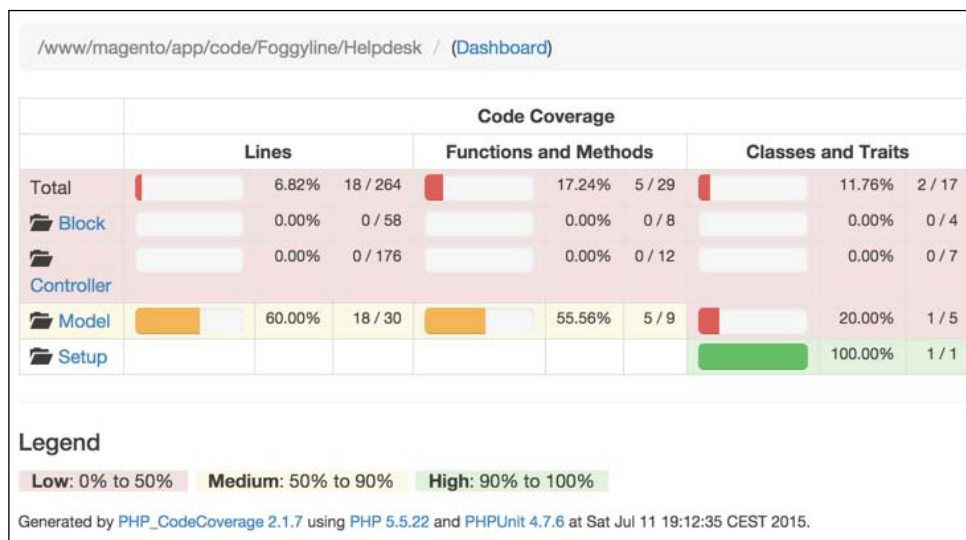 /www/magento/app/code/Foggyline/Helpdesk / (Dashboard)
Code Coverage
Lines Functions and Methods Classes and Traits
Total 6.82% 18 / 264 17.24% 5 / 29 11.76% 2 / 17
Block 0.00% 0 / 58 0.00% 0 / 8 0.00% 0 / 4
Controller 0.00% 0 / 176 0.00% 0 / 12 0.00% 0 / 7
Model 60.00% 18 / 30 55.56% 5 / 9 20.00% 1 / 5
Setup 100.00% 1 / 1
Legend
Low: 0% to 50% Medium: 50% to 90% High: 90% to 100%
Generated by PHP_CodeCoverage 2.1.7 using PHP 5.5.22 and PHPUnit 4.7.6 at Sat Jul 11 19:12:35 CEST 2015.